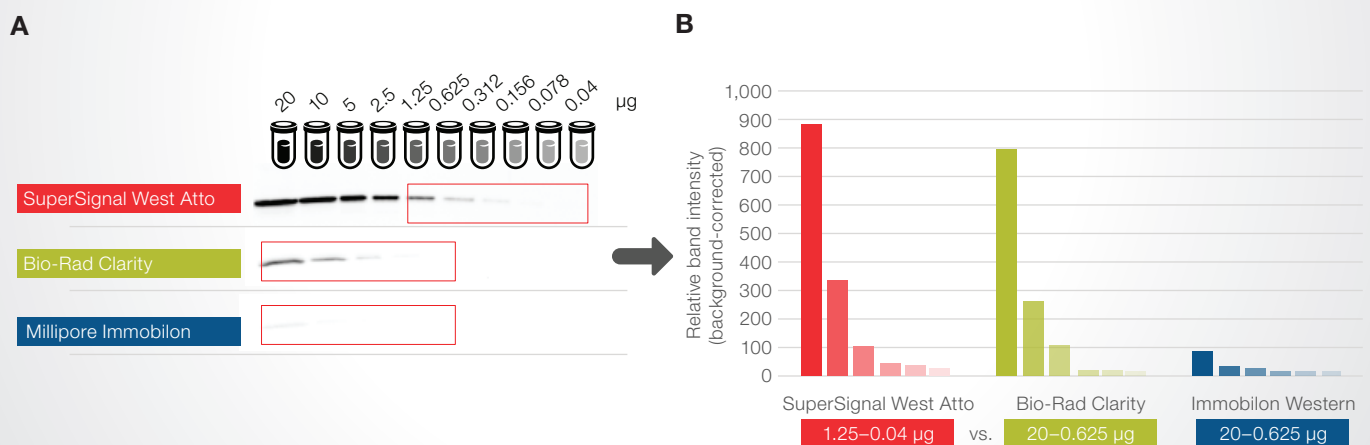 A
20 10 5 2.5 1.25 0.625 0.312 0.156 0.078 0.04 µg
SuperSignal West Atto
Bio-Rad Clarity
Millipore Immobilon
B
Relative band intensity
(background-corrected)
1,000
900
800
700
600
500
400
300
200
100
0
SuperSignal West Atto Bio-Rad Clarity Immobilon Western
1.25–0.04 µg vs. 20–0.625 µg 20–0.625 µg